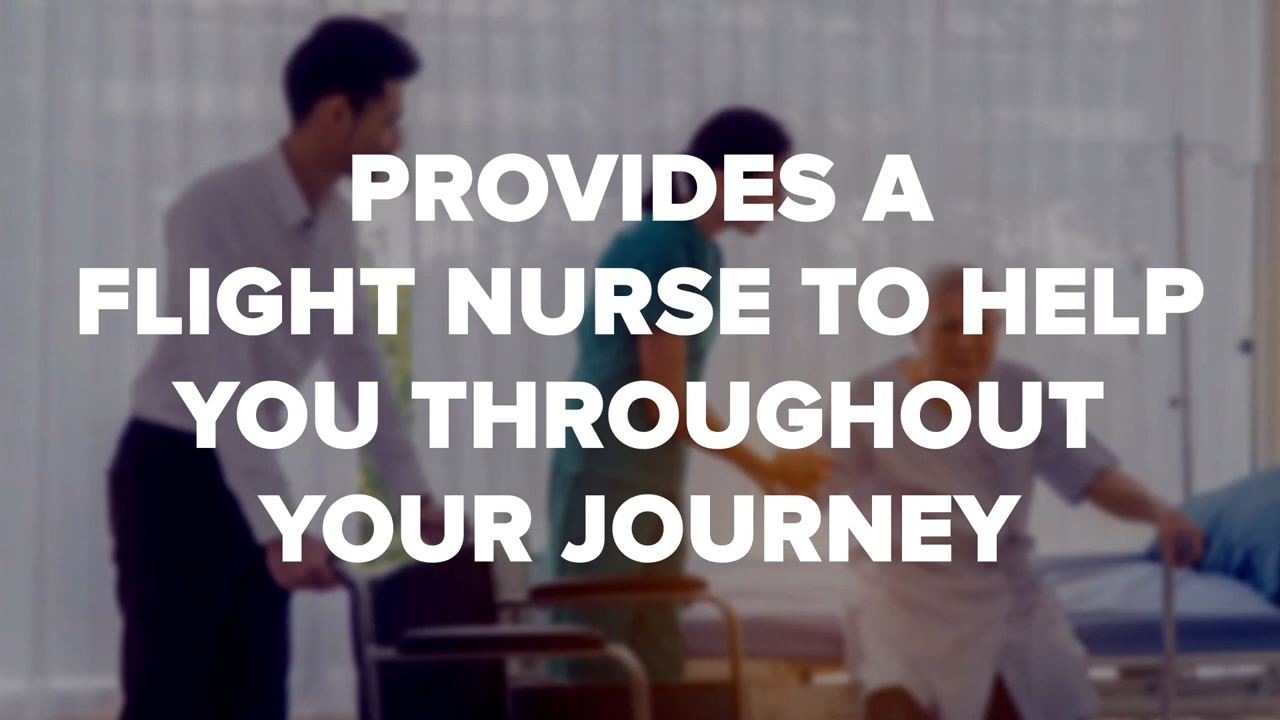 PROVIDES A
FLIGHT NURSE TO HELP
YOU THROUGHOUT
YOUR JOURNEY